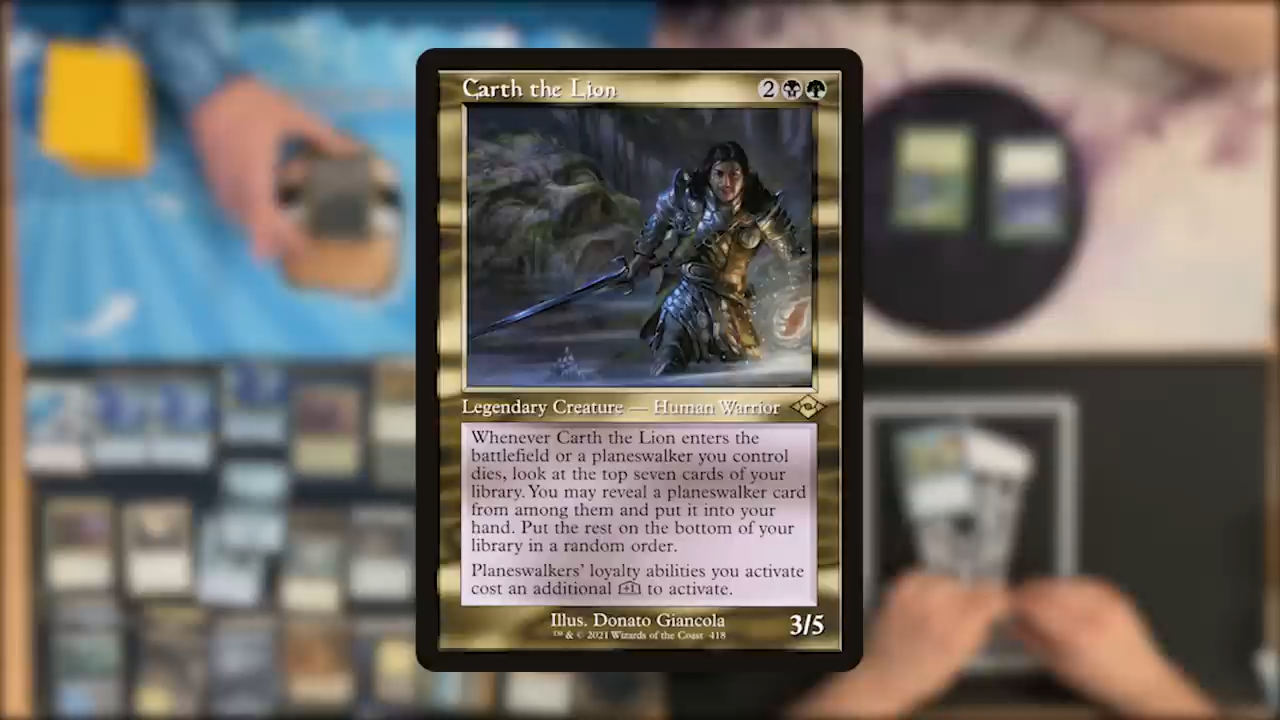 Carth the Lion 2
Legendary Creature — Human Warrior
Whenever Carth the Lion enters the
battlefield or a planeswalker you control
dies, look at the top seven cards of your
library. You may reveal a planeswalker card
from among them and put it into your
hand. Put the rest on the bottom of your
library in a random order.
Planeswalkers' loyalty abilities you activate
cost an additional +1 to activate.
Illus. Donato Giancola
™ & © 2021 Wizards of the Coast 418
3/5